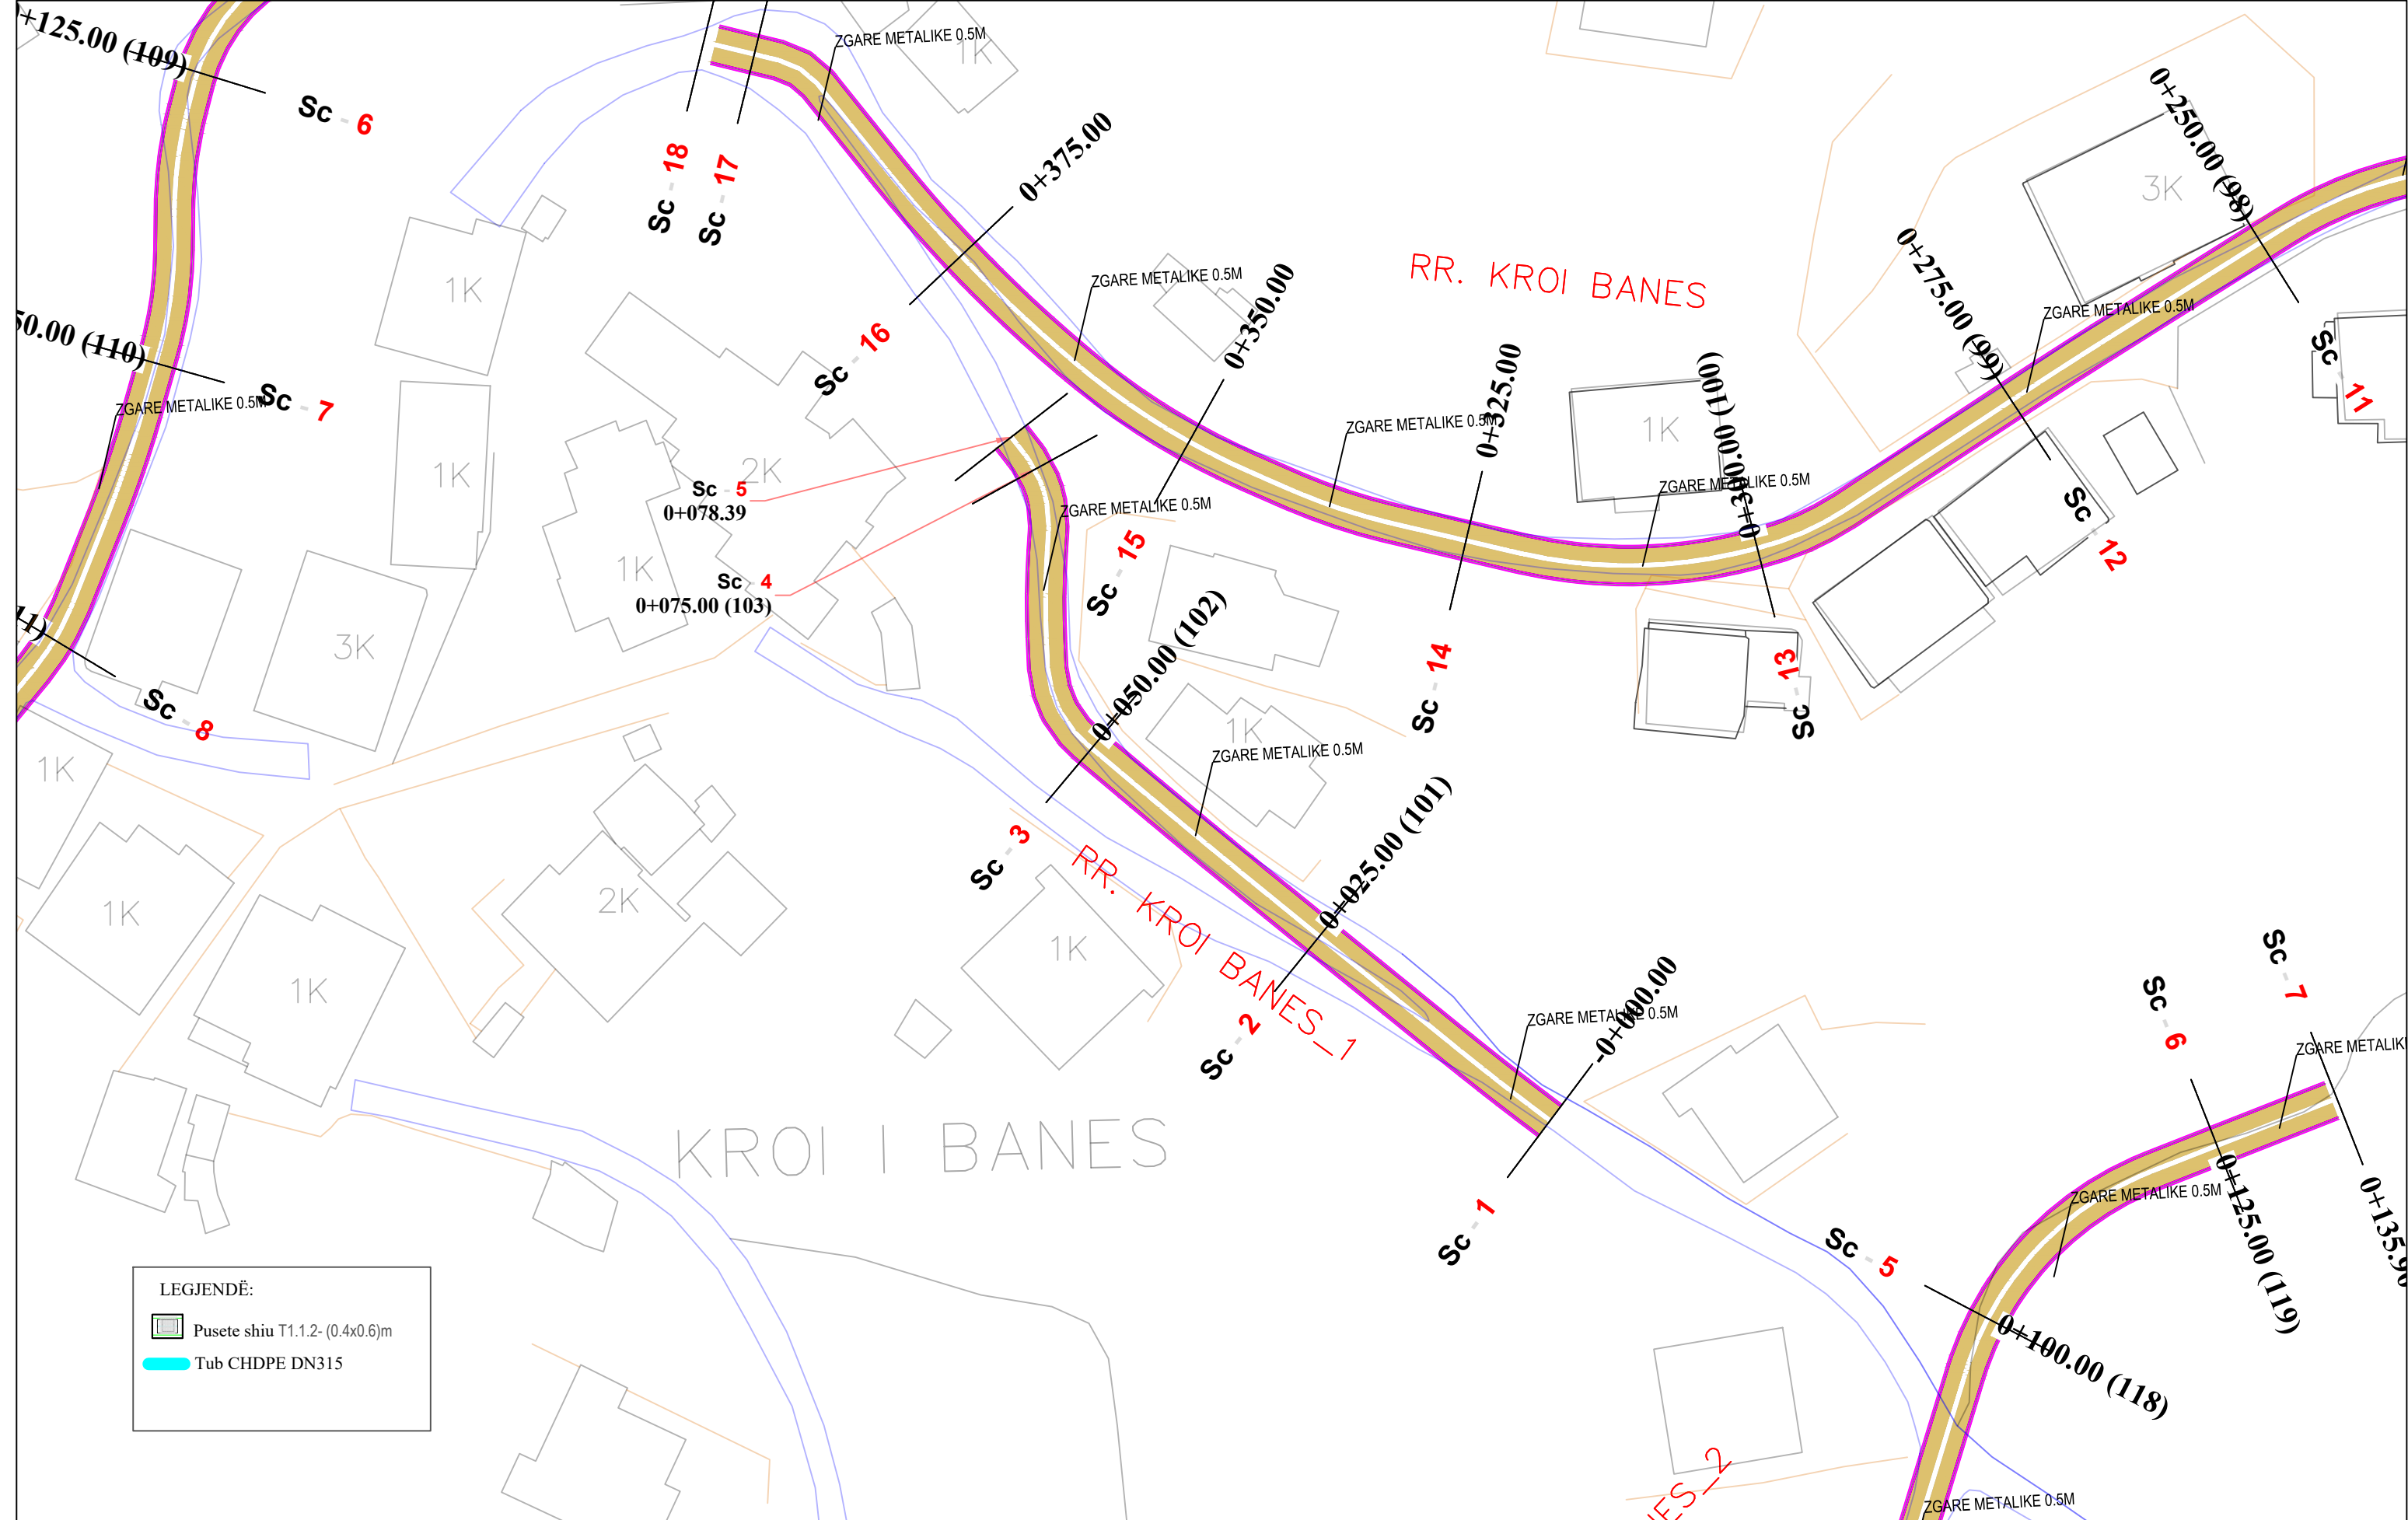 0+125.00 (109)
Sc - 6
ZGARE METALIKE 0.5M
1K
Sc - 18
Sc - 17
0+375.00
0+250.00 (98)
3K
1K
RR. KROI BANES
ZGARE METALIKE 0.5M
0+350.00
0+275.00 (99)
ZGARE METALIKE 0.5M
50.00 (110)
Sc - 7
ZGARE METALIKE 0.5M
Sc - 16
0+325.00
0+300.00 (100)
1K
Sc - 11
ZGARE METALIKE 0.5M
1K
2K
Sc - 5
0+078.39
ZGARE METALIKE 0.5M
ZGARE METALIKE 0.5M
Sc - 12
1K
Sc - 4
0+075.00 (103)
Sc - 15
0+050.00 (102)
11)
3K
Sc - 8
Sc - 14
Sc - 13
1K
1K
ZGARE METALIKE 0.5M
0+025.00 (101)
Sc - 3
RR. KROI BANES_1
1K
2K
1K
1K
Sc - 2
-0+000.00
ZGARE METALIKE 0.5M
Sc - 6
Sc - 7
ZGARE METALIK
KROI I BANES
Sc - 1
ZGARE METALIKE 0.5M
0+125.00 (119)
0+135.90
Sc - 5
0+100.00 (118)
LEGJENDË:
Pusete shiu T1.1.2- (0.4x0.6)m
Tub CHDPE DN315
NES_2
ZGARE METALIKE 0.5M